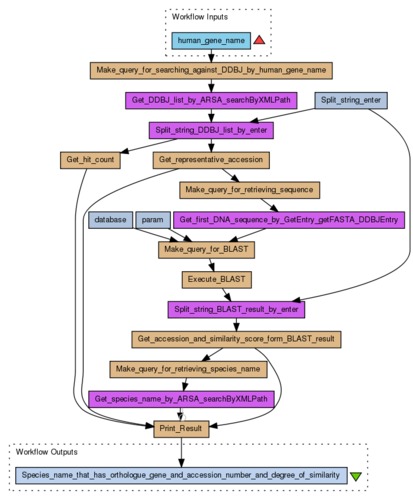 Workflow Inputs
human_gene_name
Make_query_for_searching_against_DDBJ_by_human_gene_name
Get_DDBJ_list_by_ARSA_searchByXMLPath
Split_string_enter
Split_string_DDBJ_list_by_enter
Get_hit_count
Get_representative_accession
Make_query_for_retrieving_sequence
database
param
Get_first_DNA_sequence_by_GetEntry_getFASTA_DDBJEntry
Make_query_for_BLAST
Execute_BLAST
Split_string_BLAST_result_by_enter
Get_accession_and_similarity_score_form_BLAST_result
Make_query_for_retrieving_species_name
Get_species_name_by_ARSA_searchByXMLPath
Print_Result
Workflow Outputs
Species_name_that_has_orthologue_gene_and_accession_number_and_degree_of_similarity